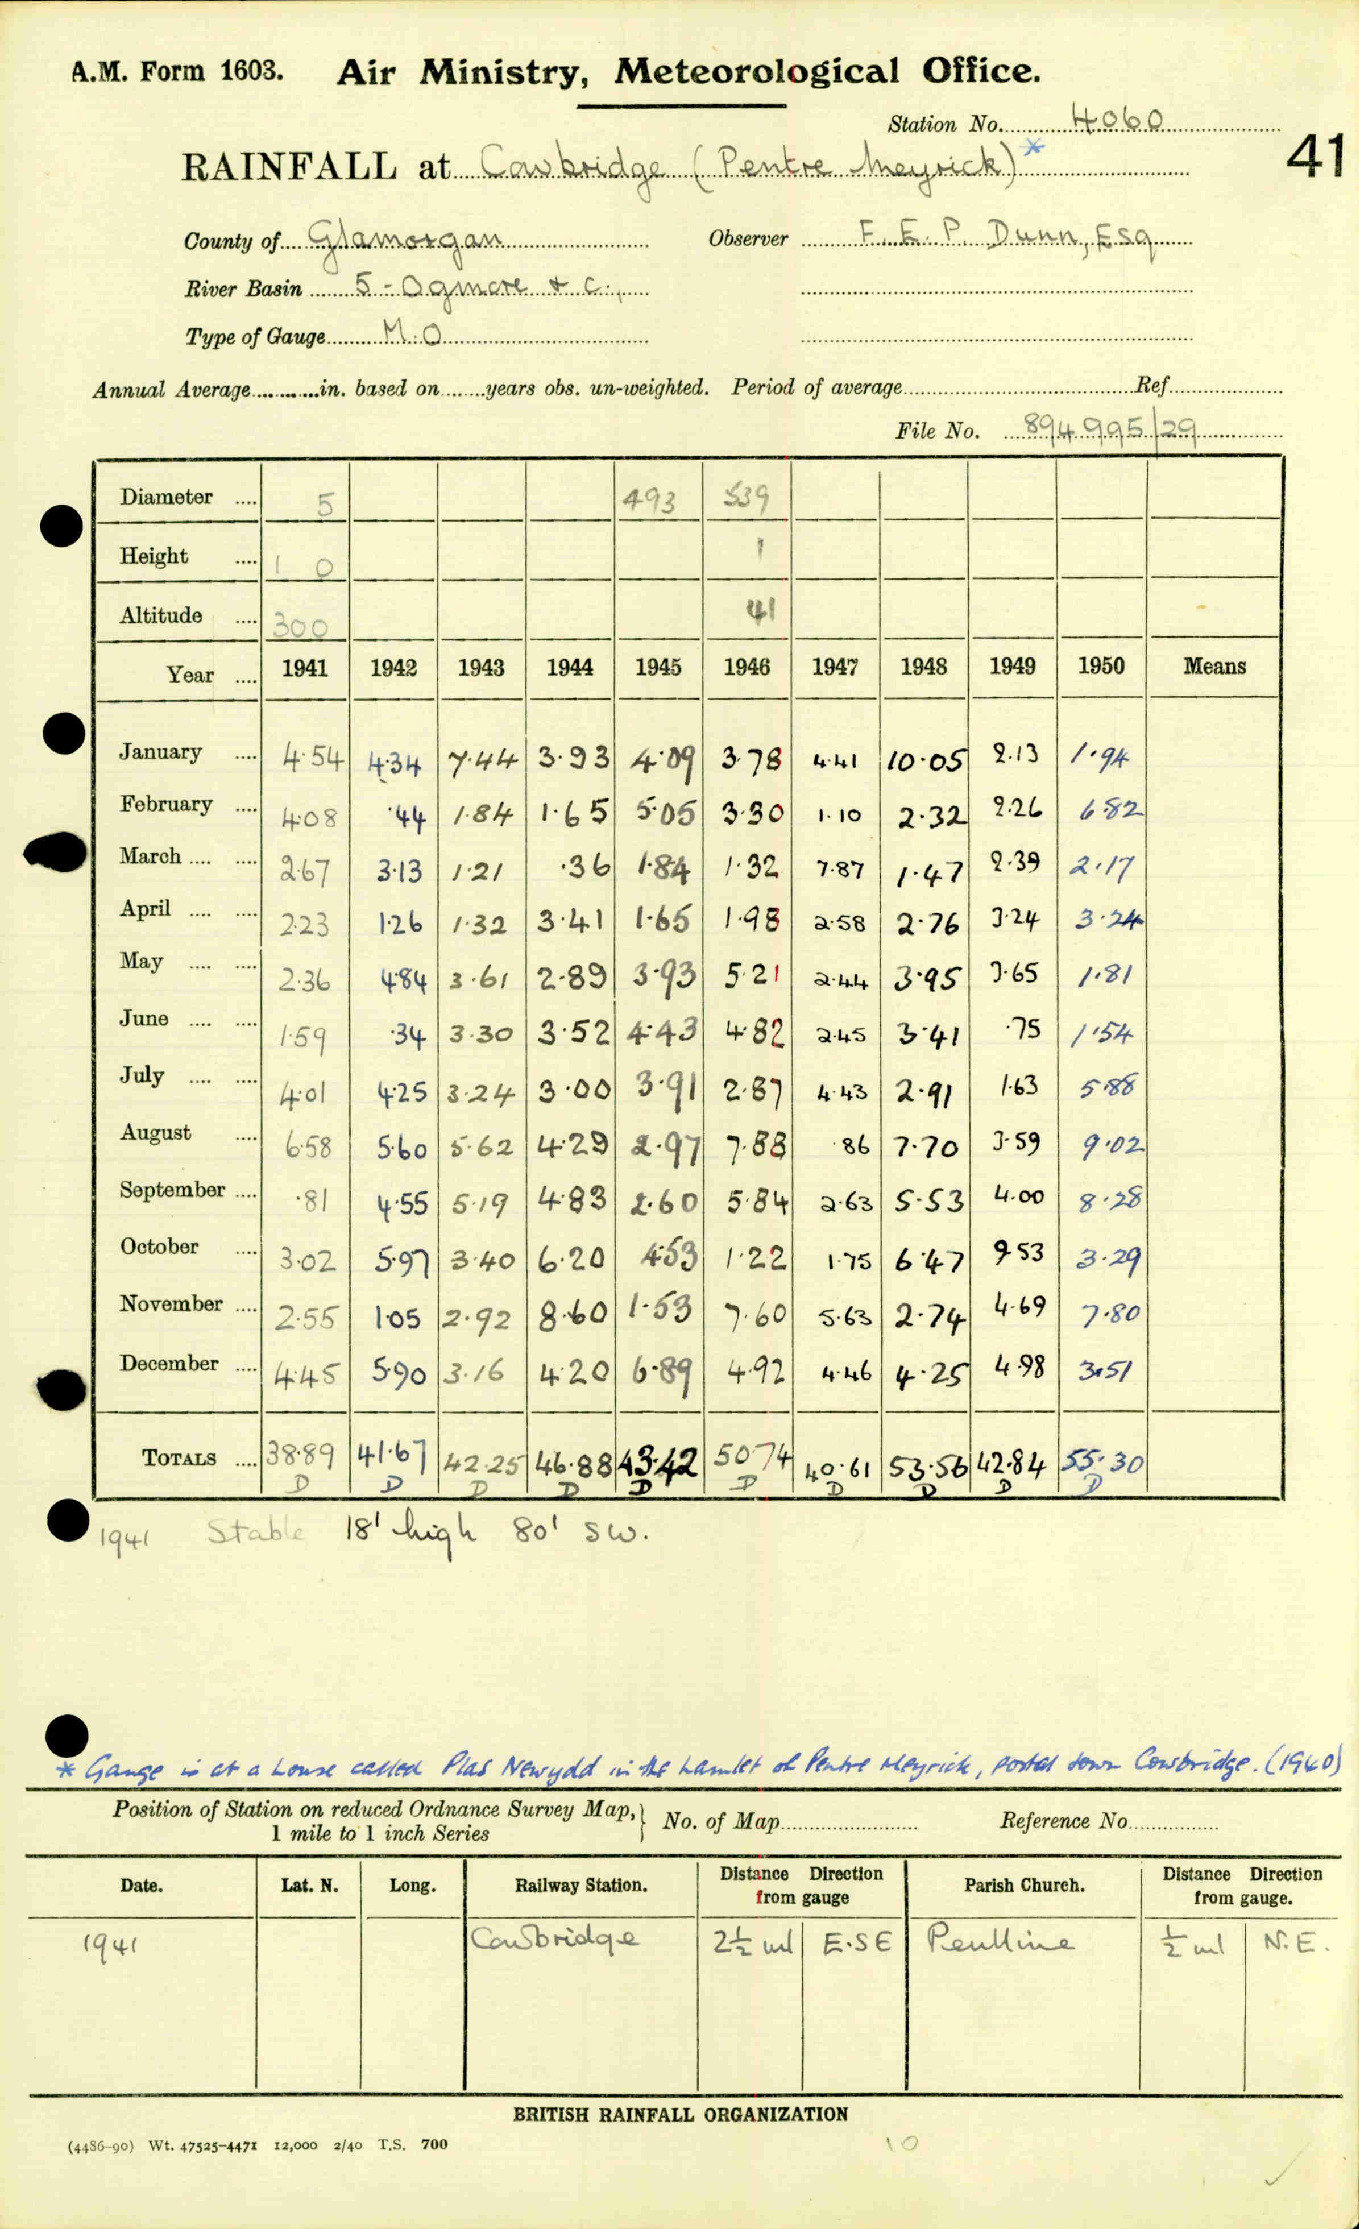 A.M. Form 1603. Air Ministry, Meteorological Office.
Station No. 4060
41
RAINFALL at Cowbridge (Pentre Meyrick) *
County of Glamorgan Observer F. E. P. Dunn, Esq
River Basin 5 - Ogmore & c.,
Type of Gauge M.O
Annual Average in. based on years obs. un-weighted. Period of average Ref
File No. 894995/29
Diameter 5 493 539
Height 1 0 1
Altitude 300 41
Year 1941 1942 1943 1944 1945 1946 1947 1948 1949 1950 Means
January 4.54 4.34 7.44 3.93 4.09 3.78 4.41 10.05 2.13 1.94
February 4.08 .44 1.84 1.65 5.05 3.30 1.10 2.32 2.26 6.82
March 2.67 3.13 1.21 .36 1.84 1.32 7.87 1.47 2.39 2.17
April 2.23 1.26 1.32 3.41 1.65 1.98 2.58 2.76 3.24 3.24
May 2.36 4.84 3.61 2.89 3.93 5.21 2.44 3.95 3.65 1.81
June 1.59 .34 3.30 3.52 4.43 4.82 2.45 3.41 .75 1.54
July 4.01 4.25 3.24 3.00 3.91 2.87 4.43 2.91 1.63 5.88
August 6.58 5.60 5.62 4.29 2.97 7.88 .86 7.70 3.59 9.02
September .81 4.55 5.19 4.83 2.60 5.84 2.63 5.53 4.00 8.28
October 3.02 5.97 3.40 6.20 4.53 1.22 1.75 6.47 9.53 3.29
November 2.55 1.05 2.92 8.60 1.53 7.60 5.63 2.74 4.69 7.80
December 4.45 5.90 3.16 4.20 6.89 4.92 4.46 4.25 4.98 3.51
TOTALS 38.89 41.67 42.25 46.88 43.42 50.74 40.61 53.56 42.84 55.30
D D D D D D D D D D
1941 Stable 18' high 80' SW.
* Gauge is at a house called Plas Newydd in the hamlet of Pentre Meyrick, postal town Cowbridge. (1940)
Position of Station on reduced Ordnance Survey Map, No. of Map Reference No
1 mile to 1 inch Series
Date. Lat. N. Long. Railway Station. Distance Direction from gauge Parish Church. Distance Direction from gauge.
1941 Cowbridge 2½ ml E.SE Penlline ½ ml N.E.
BRITISH RAINFALL ORGANIZATION
(4486-90) Wt. 47525-4471 12,000 2/40 T.S. 700
10